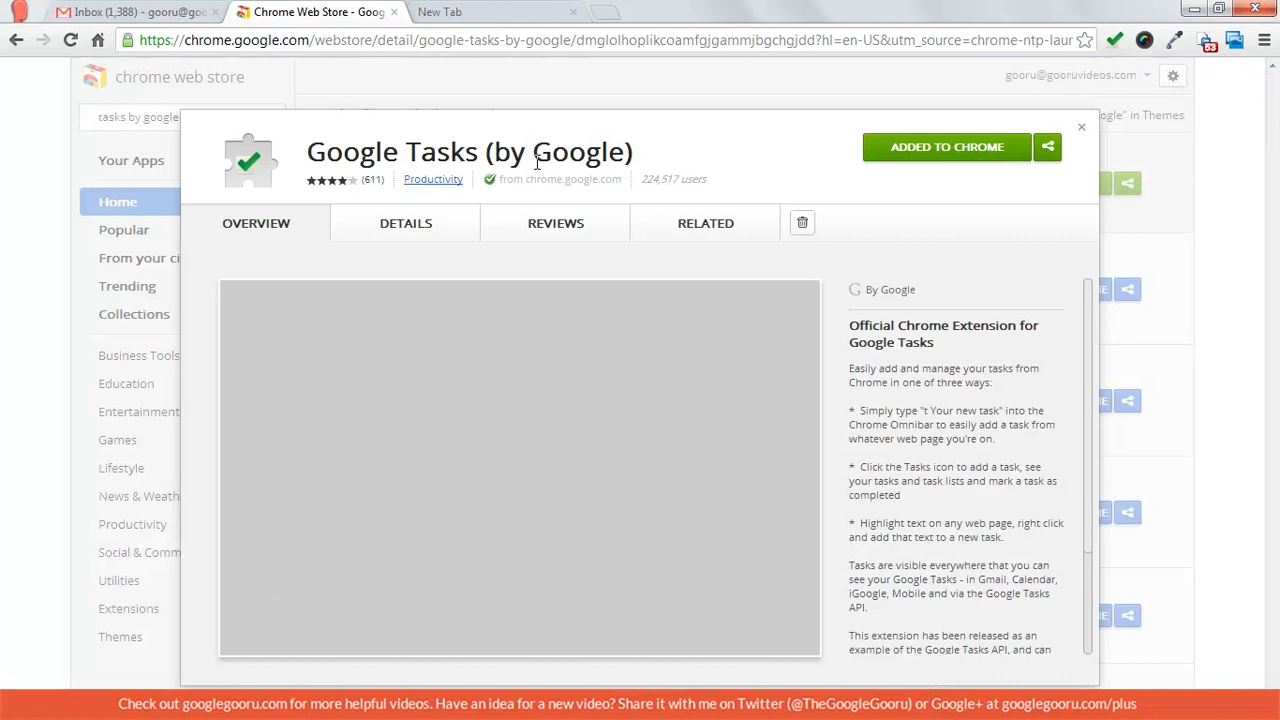 Inbox (1,388) - gooru@goo
Chrome Web Store - Goog
New Tab
https://chrome.google.com/webstore/detail/google-tasks-by-google/dmglolhoplikcoamfgjgammjbgchgjdd?hl=en-US&utm_source=chrome-ntp-laur
53
chrome web store
gooru@gooruvideos.com
tasks by google
gle" in Themes
Google Tasks (by Google)
ADDED TO CHROME
(611)
Productivity
from chrome.google.com
224,517 users
Your Apps
Home
Popular
From your ci
Trending
Collections
Business Tools
Education
Entertainment
Games
Lifestyle
News & Weath
Productivity
Social & Comm
Utilities
Extensions
Themes
OVERVIEW
DETAILS
REVIEWS
RELATED
By Google
Official Chrome Extension for
Google Tasks
Easily add and manage your tasks from
Chrome in one of three ways:
* Simply type "t Your new task" into the
Chrome Omnibar to easily add a task from
whatever web page you're on.
* Click the Tasks icon to add a task, see
your tasks and task lists and mark a task as
completed
* Highlight text on any web page, right click
and add that text to a new task.
Tasks are visible everywhere that you can
see your Google Tasks - in Gmail, Calendar,
iGoogle, Mobile and via the Google Tasks
API.
This extension has been released as an
example of the Google Tasks API, and can
Check out googlegooru.com for more helpful videos. Have an idea for a new video? Share it with me on Twitter (@TheGoogleGooru) or Google+ at googlegooru.com/plus